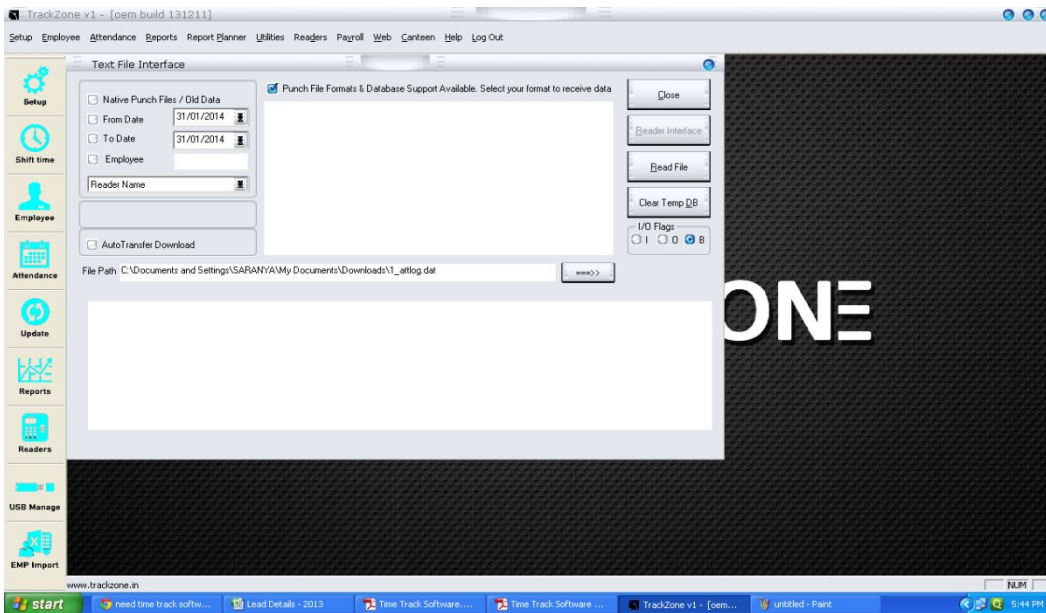 TrackZone v1 - [oem build 131211]
Setup Employee Attendance Reports Report Planner Utilities Readers Payroll Web Canteen Help Log Out
Text File Interface
Setup
Shift time
Employee
Attendance
Update
Reports
Readers
USB Manage
EMP Import
Native Punch Files / Old Data
From Date 31/01/2014
To Date 31/01/2014
Employee
Reader Name
AutoTransfer Download
Punch File Formats & Database Support Available. Select your format to receive data
Close
Reader Interface
Read File
Clear Temp DB
I/O Flags
I O B
File Path C:\Documents and Settings\SARANYA\My Documents\Downloads\1_attlog.dat
===>>
ONE
www.trackzone.in
NUM
start
need time track softw...
Lead Details - 2013
Time Track Software....
Time Track Software ...
TrackZone v1 - [oem...
untitled - Paint
5:44 PM